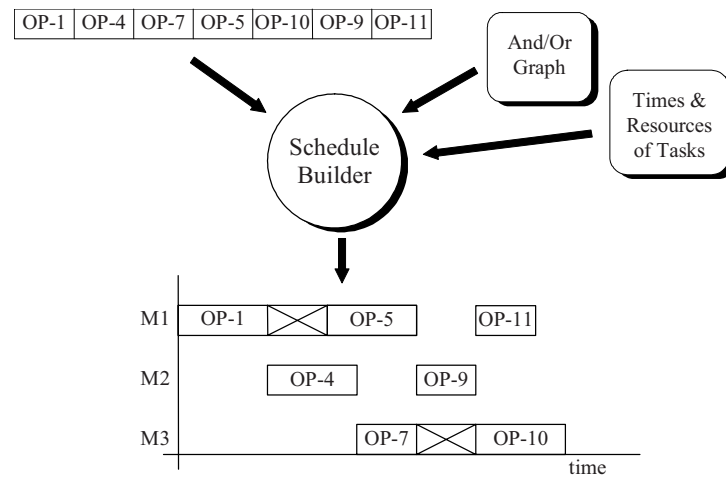 OP-1 OP-4 OP-7 OP-5 OP-10 OP-9 OP-11
And/Or
Graph
Times &
Resources
of Tasks
Schedule
Builder
M1 OP-1 OP-5 OP-11
M2 OP-4 OP-9
M3 OP-7 OP-10
time